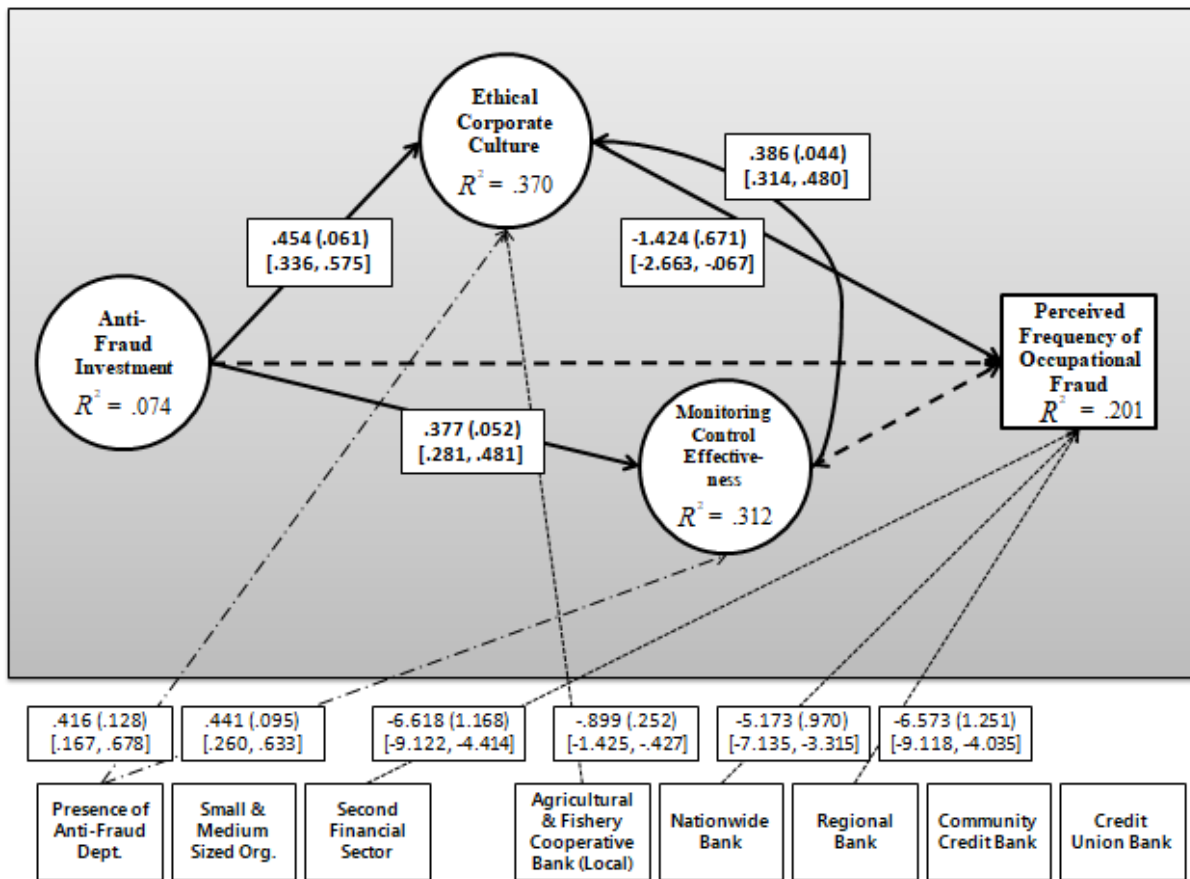 Ethical
Corporate
Culture
R² = .370
.386 (.044)
[.314, .480]
.454 (.061)
[.336, .575]
-1.424 (.671)
[-2.663, -.067]
Anti-
Fraud
Investment
R² = .074
Perceived
Frequency of
Occupational
Fraud
R² = .201
.377 (.052)
[.281, .481]
Monitoring
Control
Effective-
ness
R² = .312
.416 (.128)
[.167, .678]
.441 (.095)
[.260, .633]
-6.618 (1.168)
[-9.122, -4.414]
-.899 (.252)
[-1.425, -.427]
-5.173 (.970)
[-7.135, -3.315]
-6.573 (1.251)
[-9.118, -4.035]
Presence of
Anti-Fraud
Dept.
Small &
Medium
Sized Org.
Second
Financial
Sector
Agricultural
& Fishery
Cooperative
Bank (Local)
Nationwide
Bank
Regional
Bank
Community
Credit Bank
Credit
Union Bank